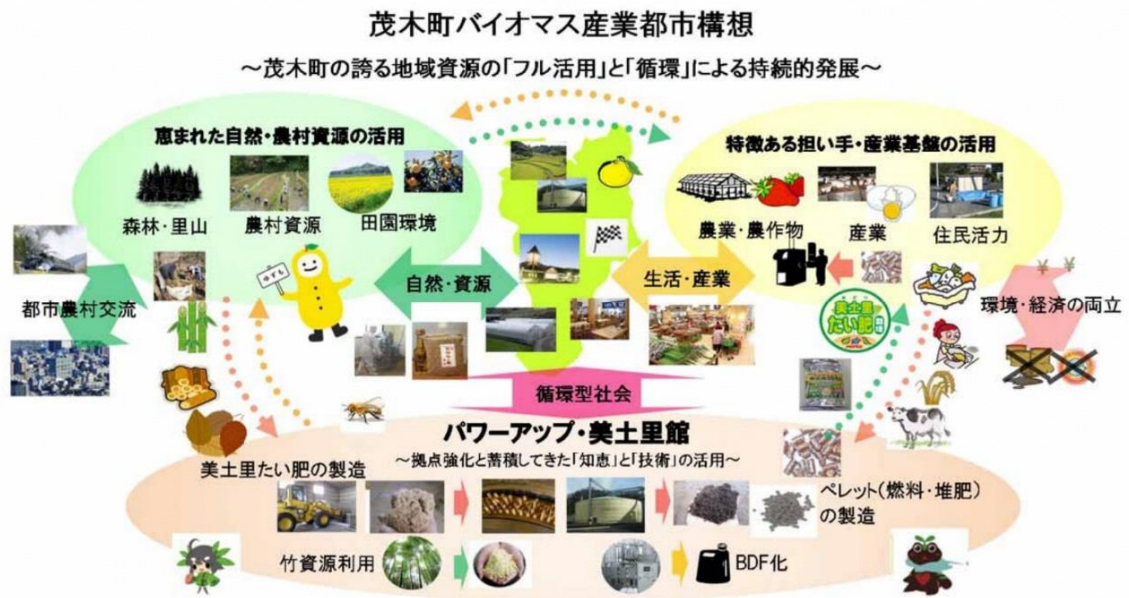 茂木町バイオマス産業都市構想
～茂木町の誇る地域資源の「フル活用」と「循環」による持続的発展～
恵まれた自然・農村資源の活用
森林・里山
農村資源
田園環境
特徴ある担い手・産業基盤の活用
農業・農作物
産業
住民活力
都市農村交流
ゆずも
自然・資源
生活・産業
美土里
たい肥
環境・経済の両立
¥
¥
循環型社会
パワーアップ・美土里館
～拠点強化と蓄積してきた「知恵」と「技術」の活用～
美土里たい肥の製造
ペレット(燃料・堆肥)
の製造
竹資源利用
BDF化